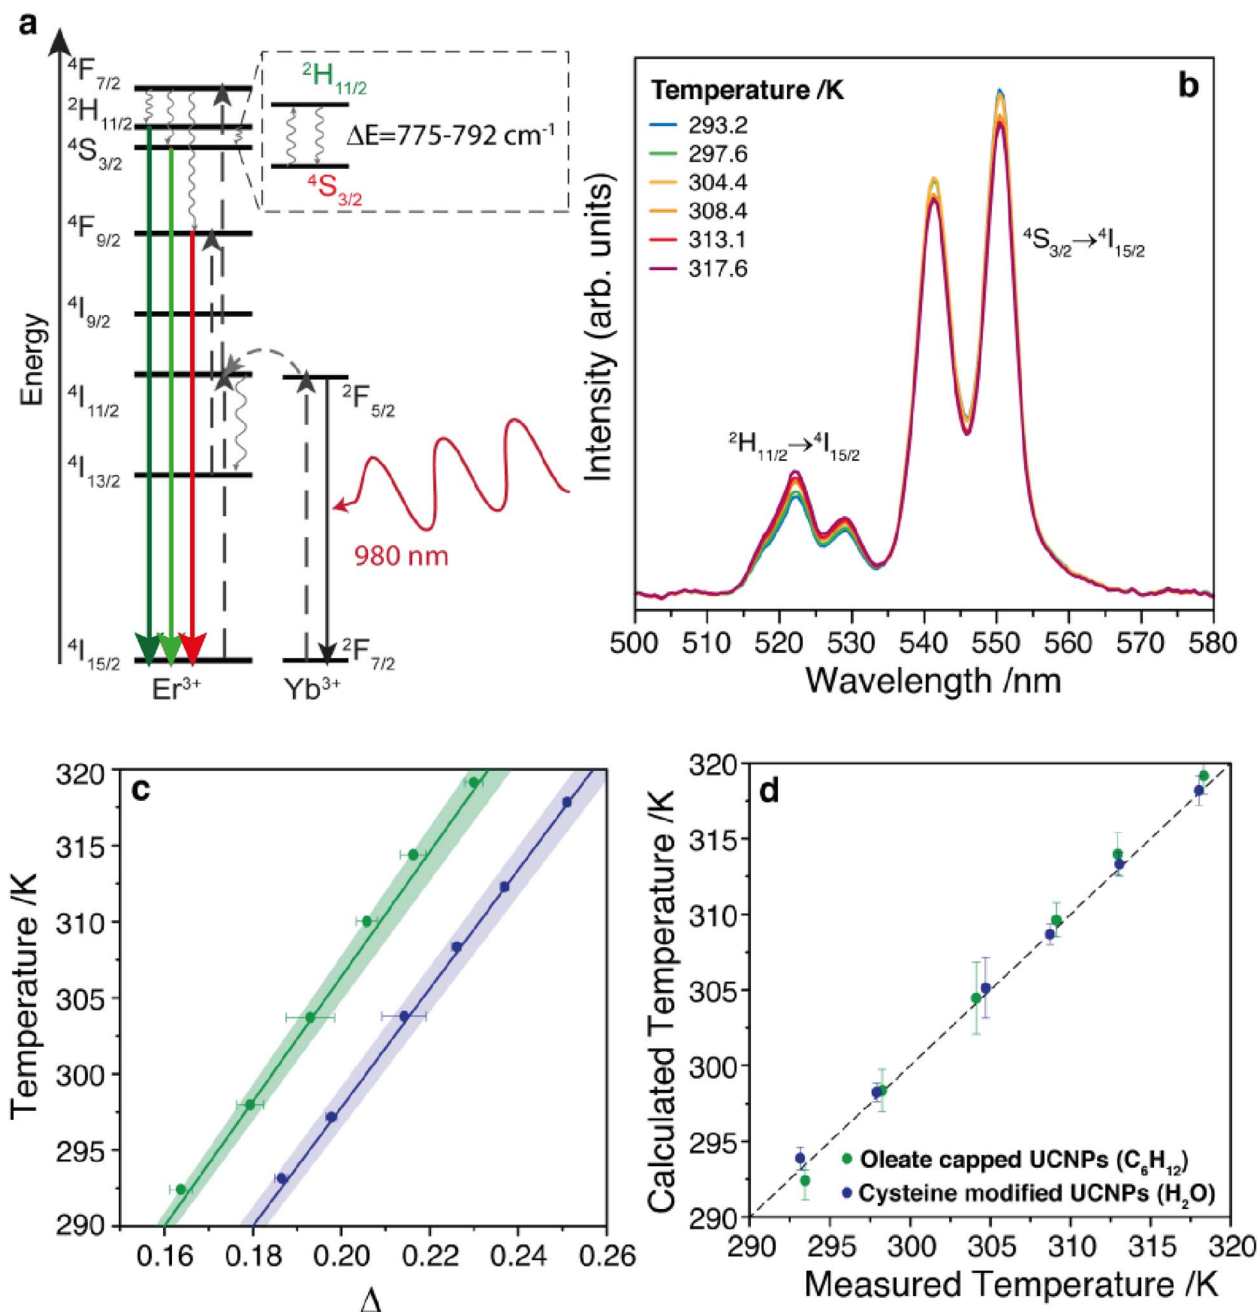 a
⁴F₇/₂
²H₁₁/₂
⁴S₃/₂
⁴F₉/₂
⁴I₉/₂
⁴I₁₁/₂
⁴I₁₃/₂
⁴I₁₅/₂
Energy
²H₁₁/₂
ΔE=775-792 cm⁻¹
⁴S₃/₂
²F₅/₂
980 nm
²F₇/₂
Er³⁺
Yb³⁺
b
Temperature /K
293.2
297.6
304.4
308.4
313.1
317.6
⁴S₃/₂→⁴I₁₅/₂
²H₁₁/₂→⁴I₁₅/₂
Intensity (arb. units)
500 510 520 530 540 550 560 570 580
Wavelength /nm
c
320
315
310
305
300
295
290
Temperature /K
0.16 0.18 0.20 0.22 0.24 0.26
Δ
d
320
315
310
305
300
295
290
Calculated Temperature /K
Oleate capped UCNPs (C₆H₁₂)
Cysteine modified UCNPs (H₂O)
290 295 300 305 310 315 320
Measured Temperature /K